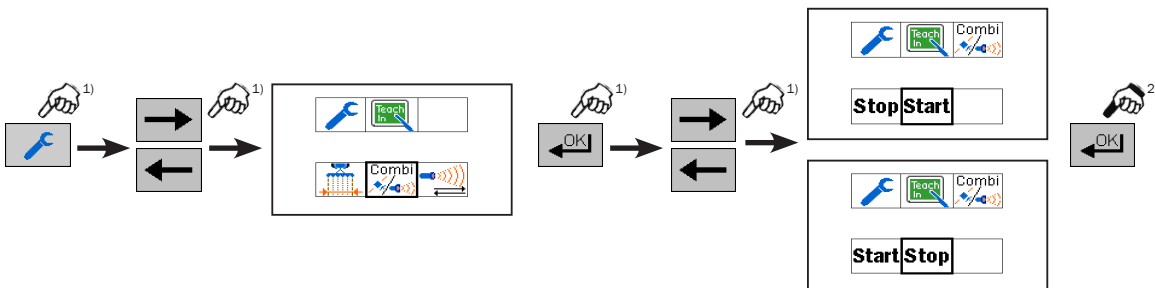 1)
1)
Teach
In
Combi
OK
1)
1)
Teach
In
Combi
Stop Start
Teach
In
Combi
Start Stop
OK
2